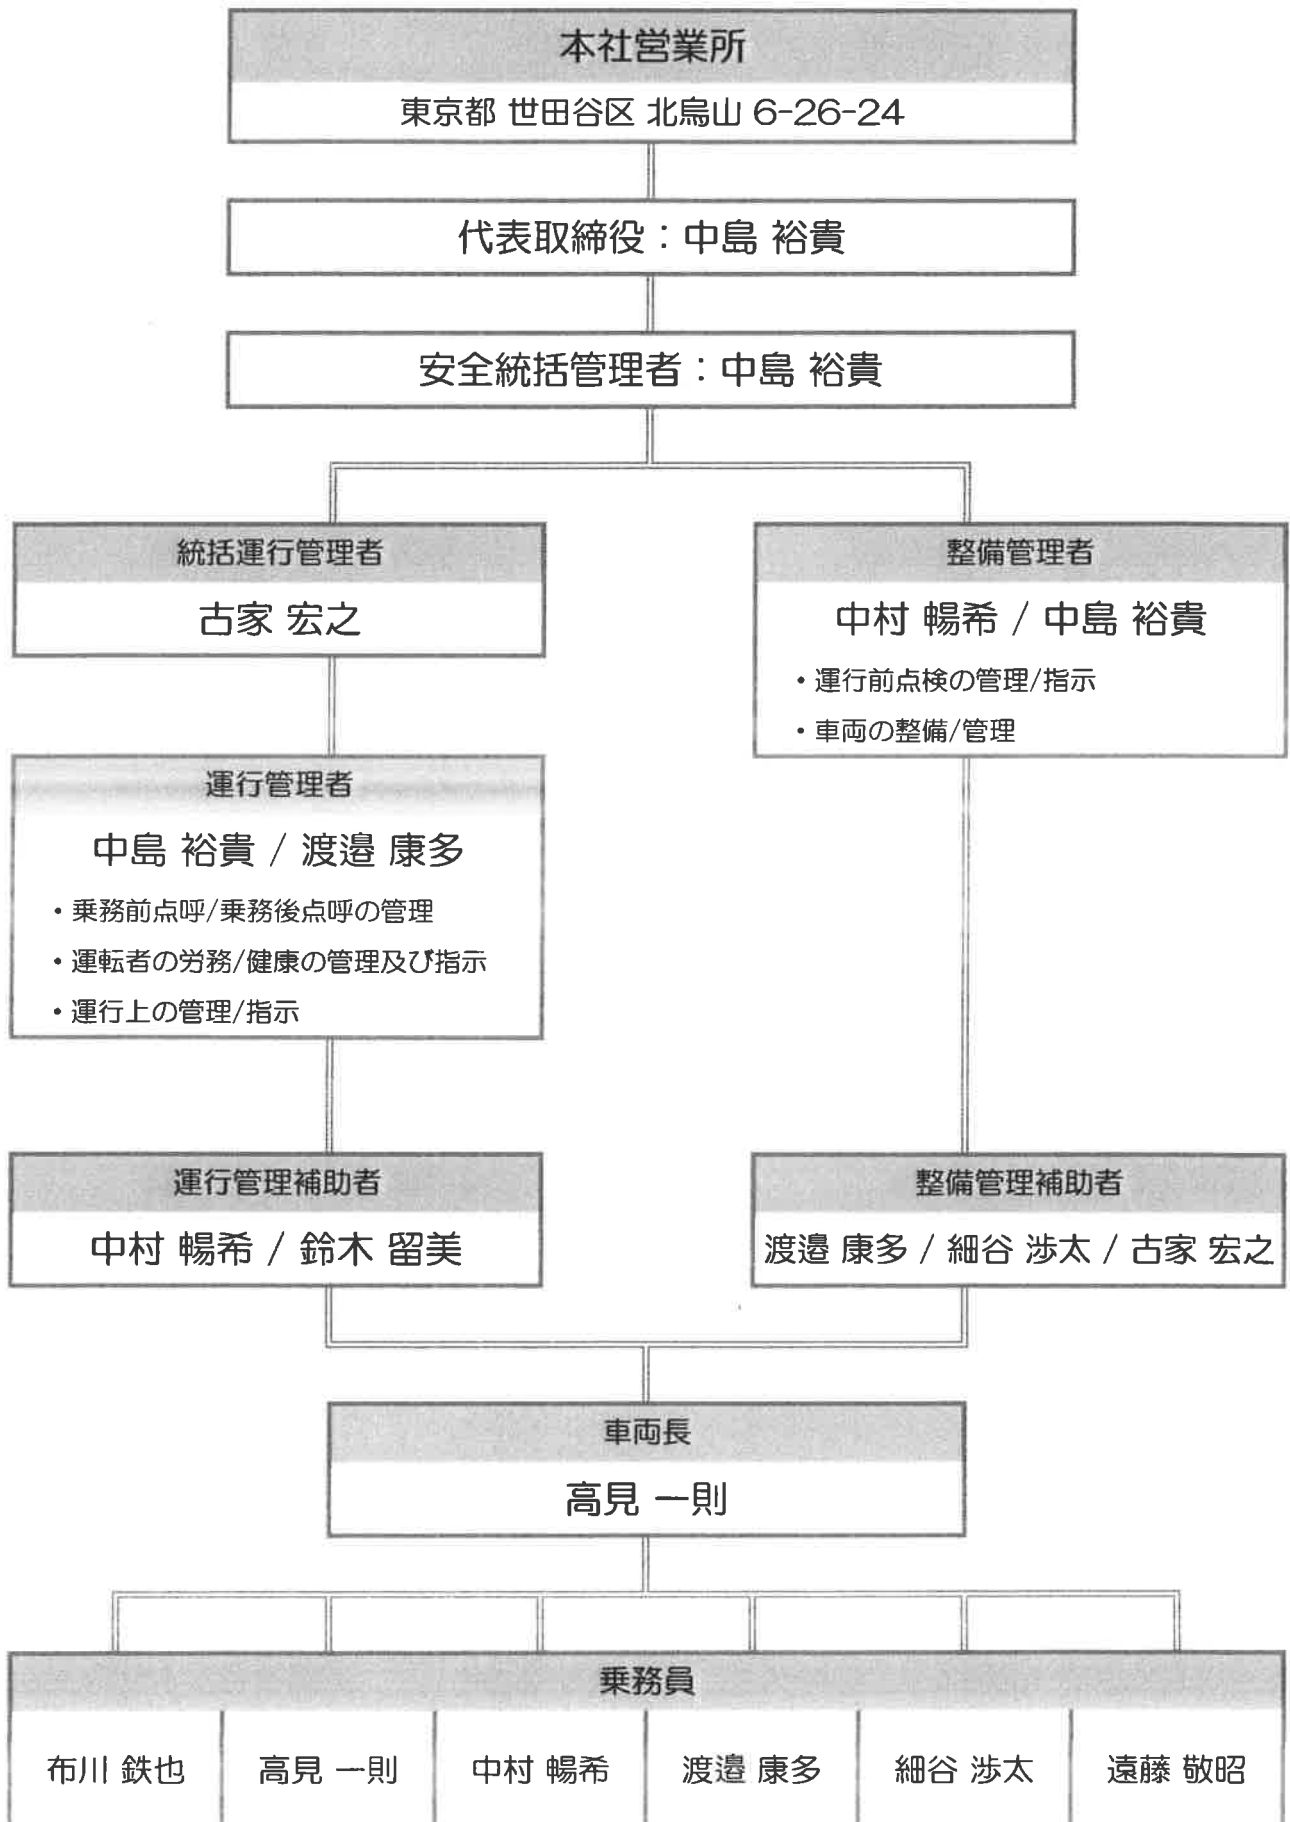 本社営業所
東京都 世田谷区 北烏山 6-26-24
代表取締役：中島 裕貴
安全統括管理者：中島 裕貴
統括運行管理者
古家 宏之
整備管理者
中村 暢希 / 中島 裕貴
・運行前点検の管理/指示
・車両の整備/管理
運行管理者
中島 裕貴 / 渡邉 康多
・乗務前点呼/乗務後点呼の管理
・運転者の労務/健康の管理及び指示
・運行上の管理/指示
運行管理補助者
中村 暢希 / 鈴木 留美
整備管理補助者
渡邉 康多 / 細谷 渉太 / 古家 宏之
車両長
高見 一則
乗務員
布川 鉄也
高見 一則
中村 暢希
渡邉 康多
細谷 渉太
遠藤 敬昭